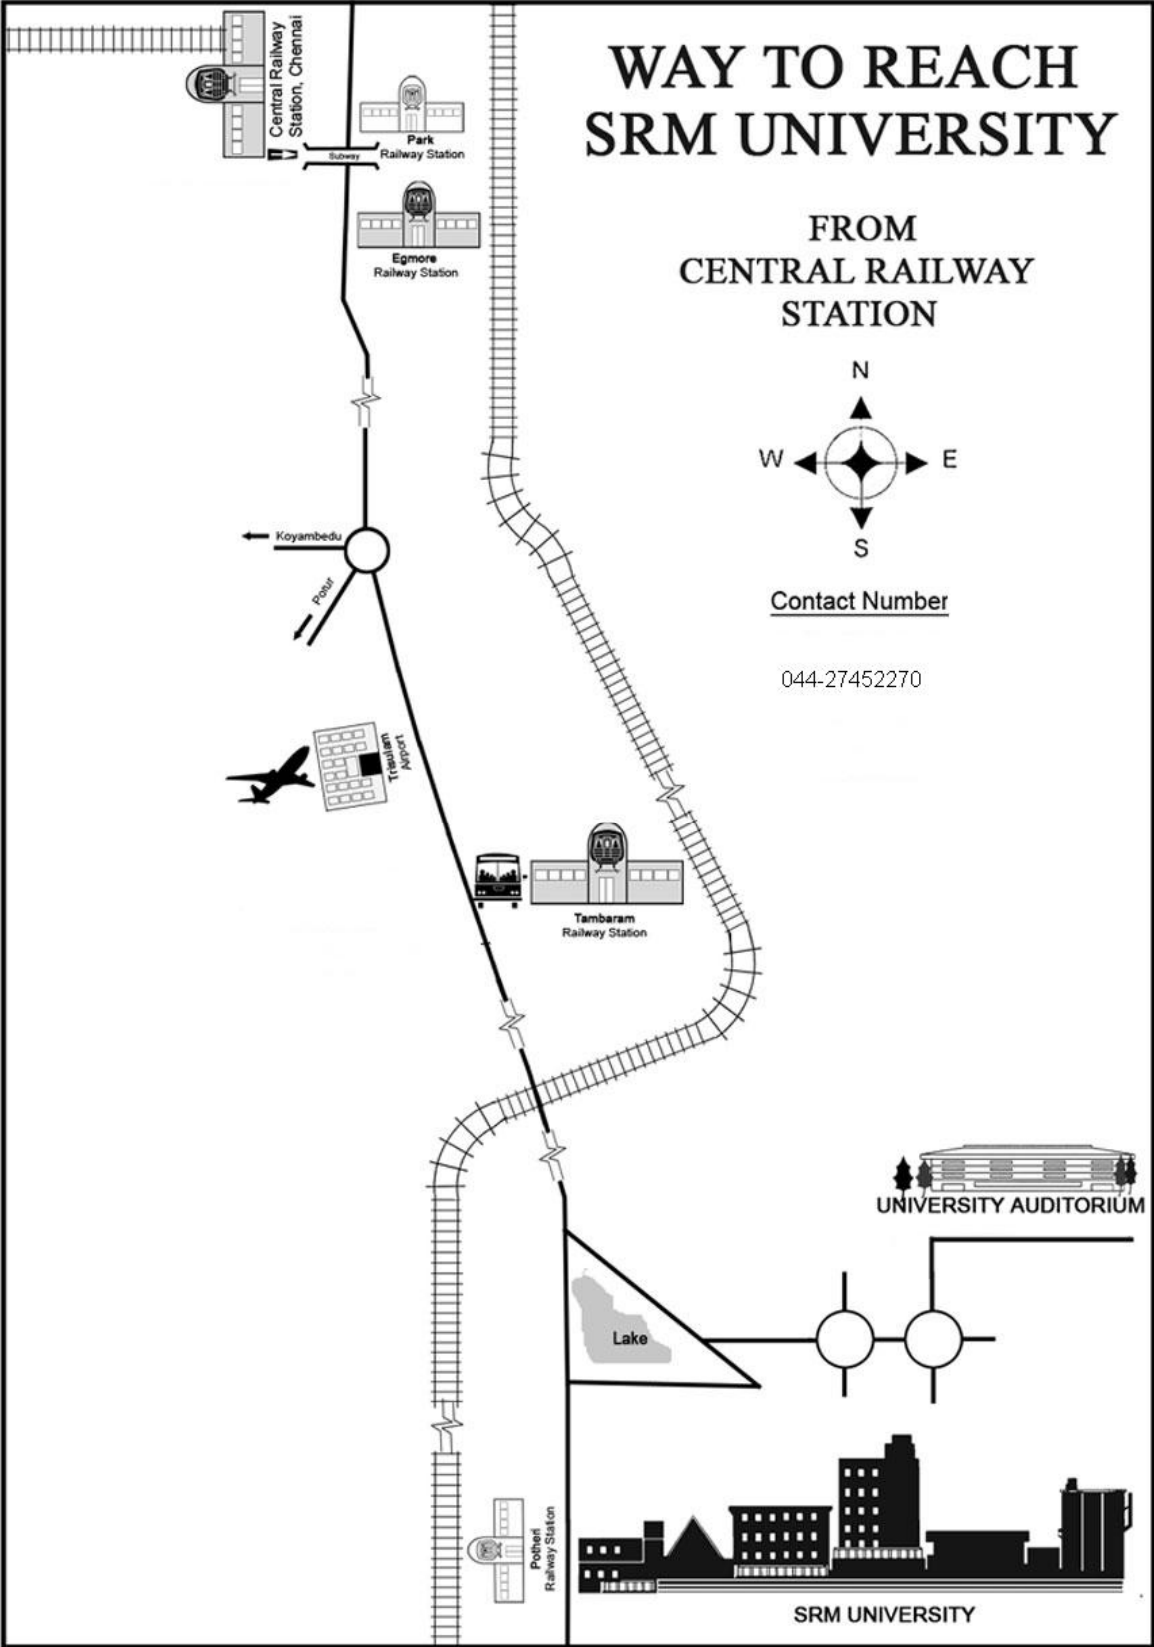 WAY TO REACH
SRM UNIVERSITY
FROM
CENTRAL RAILWAY
STATION
Central Railway
Station, Chennai
Park
Railway Station
Subway
Egmore
Railway Station
N
W
E
S
Koyambedu
Porur
Contact Number
044-27452270
Trisulam
Airport
Tambaram
Railway Station
UNIVERSITY AUDITORIUM
Lake
Potheri
Railway Station
SRM UNIVERSITY